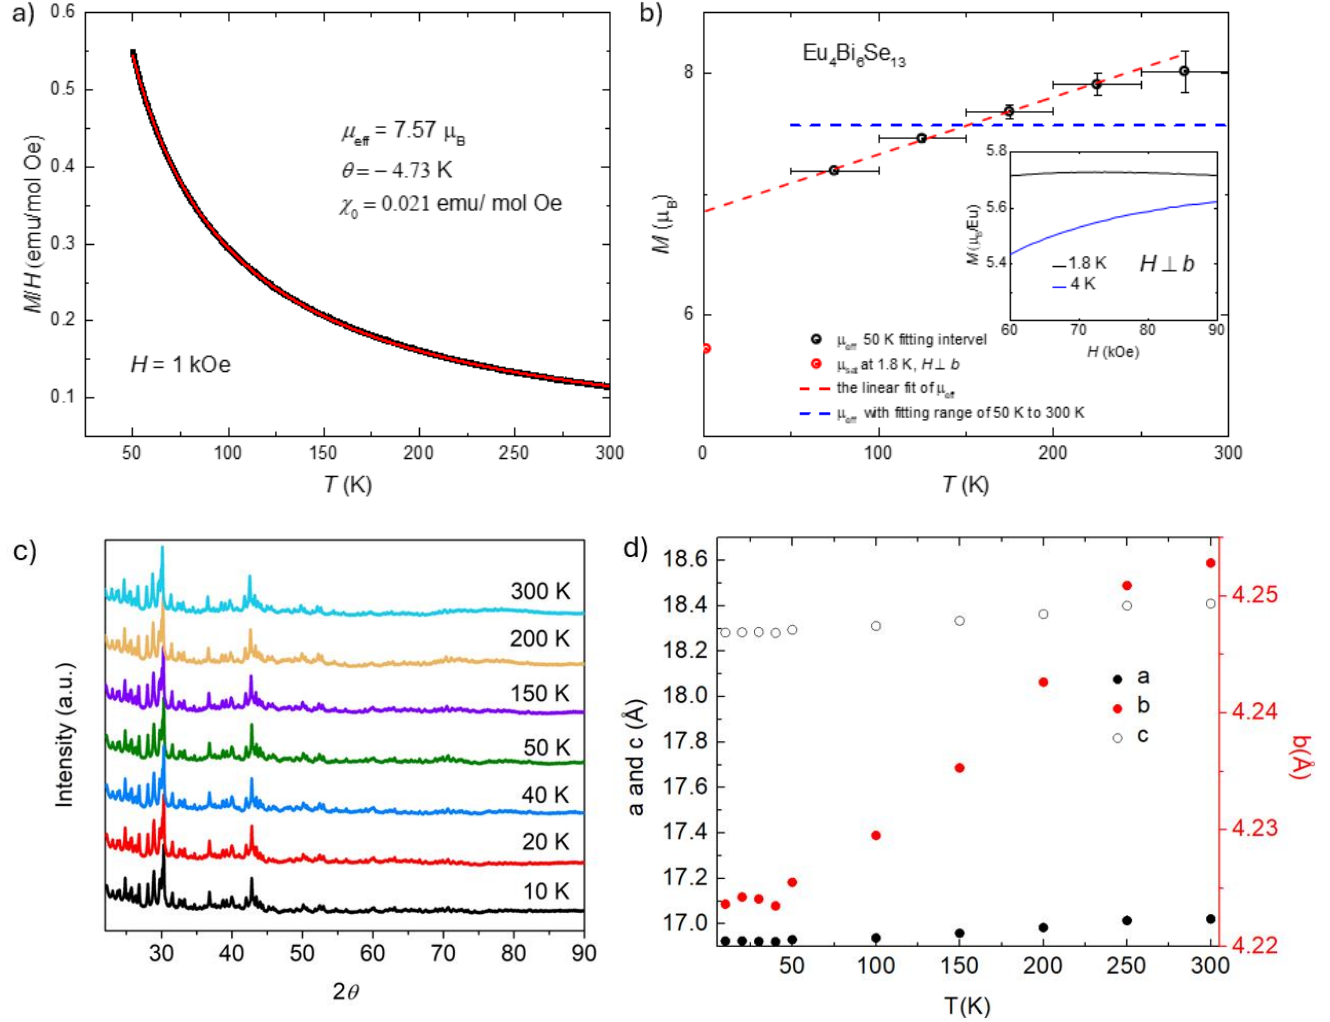 a)
0.6
0.5
0.4
0.3
0.2
0.1
M/H (emu/mol Oe)
μeff = 7.57 μB
θ = − 4.73 K
χ0 = 0.021 emu/ mol Oe
H = 1 kOe
50 100 150 200 250 300
T (K)
b)
8
6
M (μB)
Eu4Bi6Se13
5.8
5.6
5.4
M (μB/Eu)
1.8 K
4 K
H ⊥ b
60 70 80 90
H (kOe)
μeff 50 K fitting intervel
μsat at 1.8 K, H ⊥ b
the linear fit of μeff
μeff with fitting range of 50 K to 300 K
0 100 200 300
T (K)
c)
Intensity (a.u.)
300 K
200 K
150 K
50 K
40 K
20 K
10 K
30 40 50 60 70 80 90
2θ
d)
18.6
18.4
18.2
18.0
17.8
17.6
17.4
17.2
17.0
a and c (Å)
a
b
c
4.25
4.24
4.23
4.22
b(Å)
50 100 150 200 250 300
T(K)